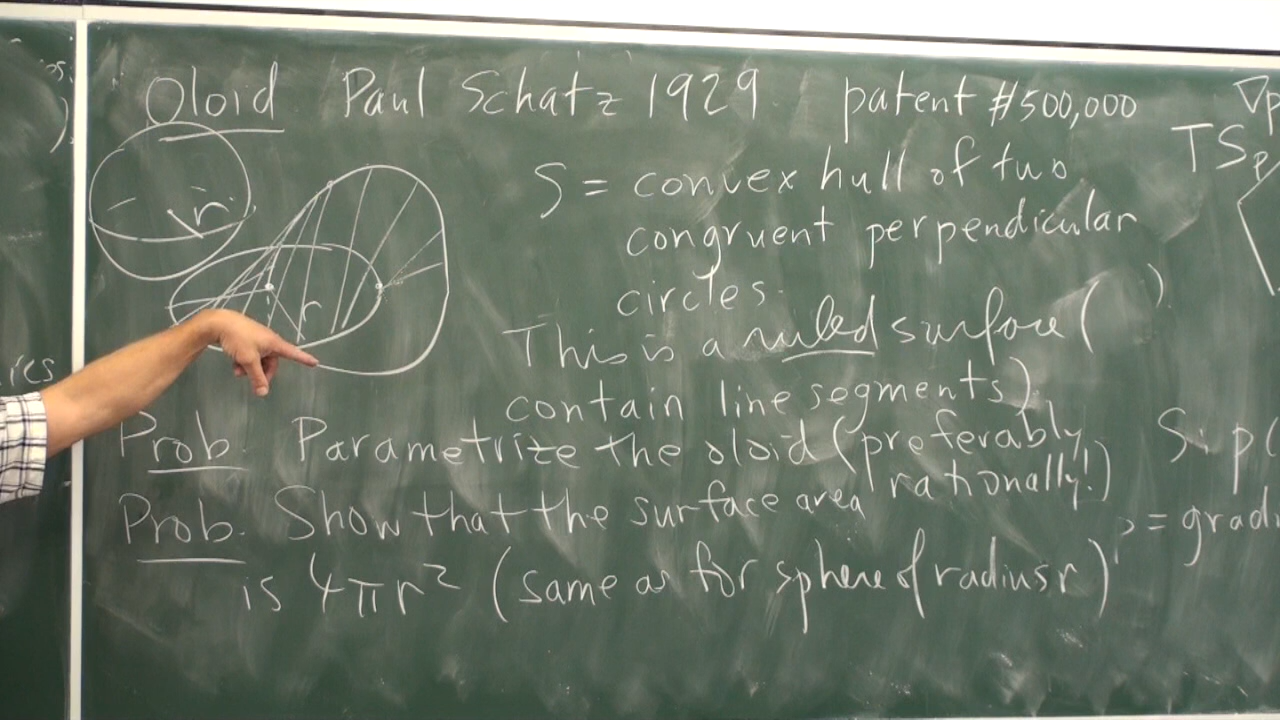 Oloid Paul Schatz 1929 patent #500,000
∇p
TSp
S = convex hull of two
congruent perpendicular
circles.
r
r
This is a ruled surface (
contain line segments)
Prob. Parametrize the oloid (preferably
rationally!)
S: p(
Prob. Show that the surface area
= gradi
is 4πr² (same as for sphere of radius r)